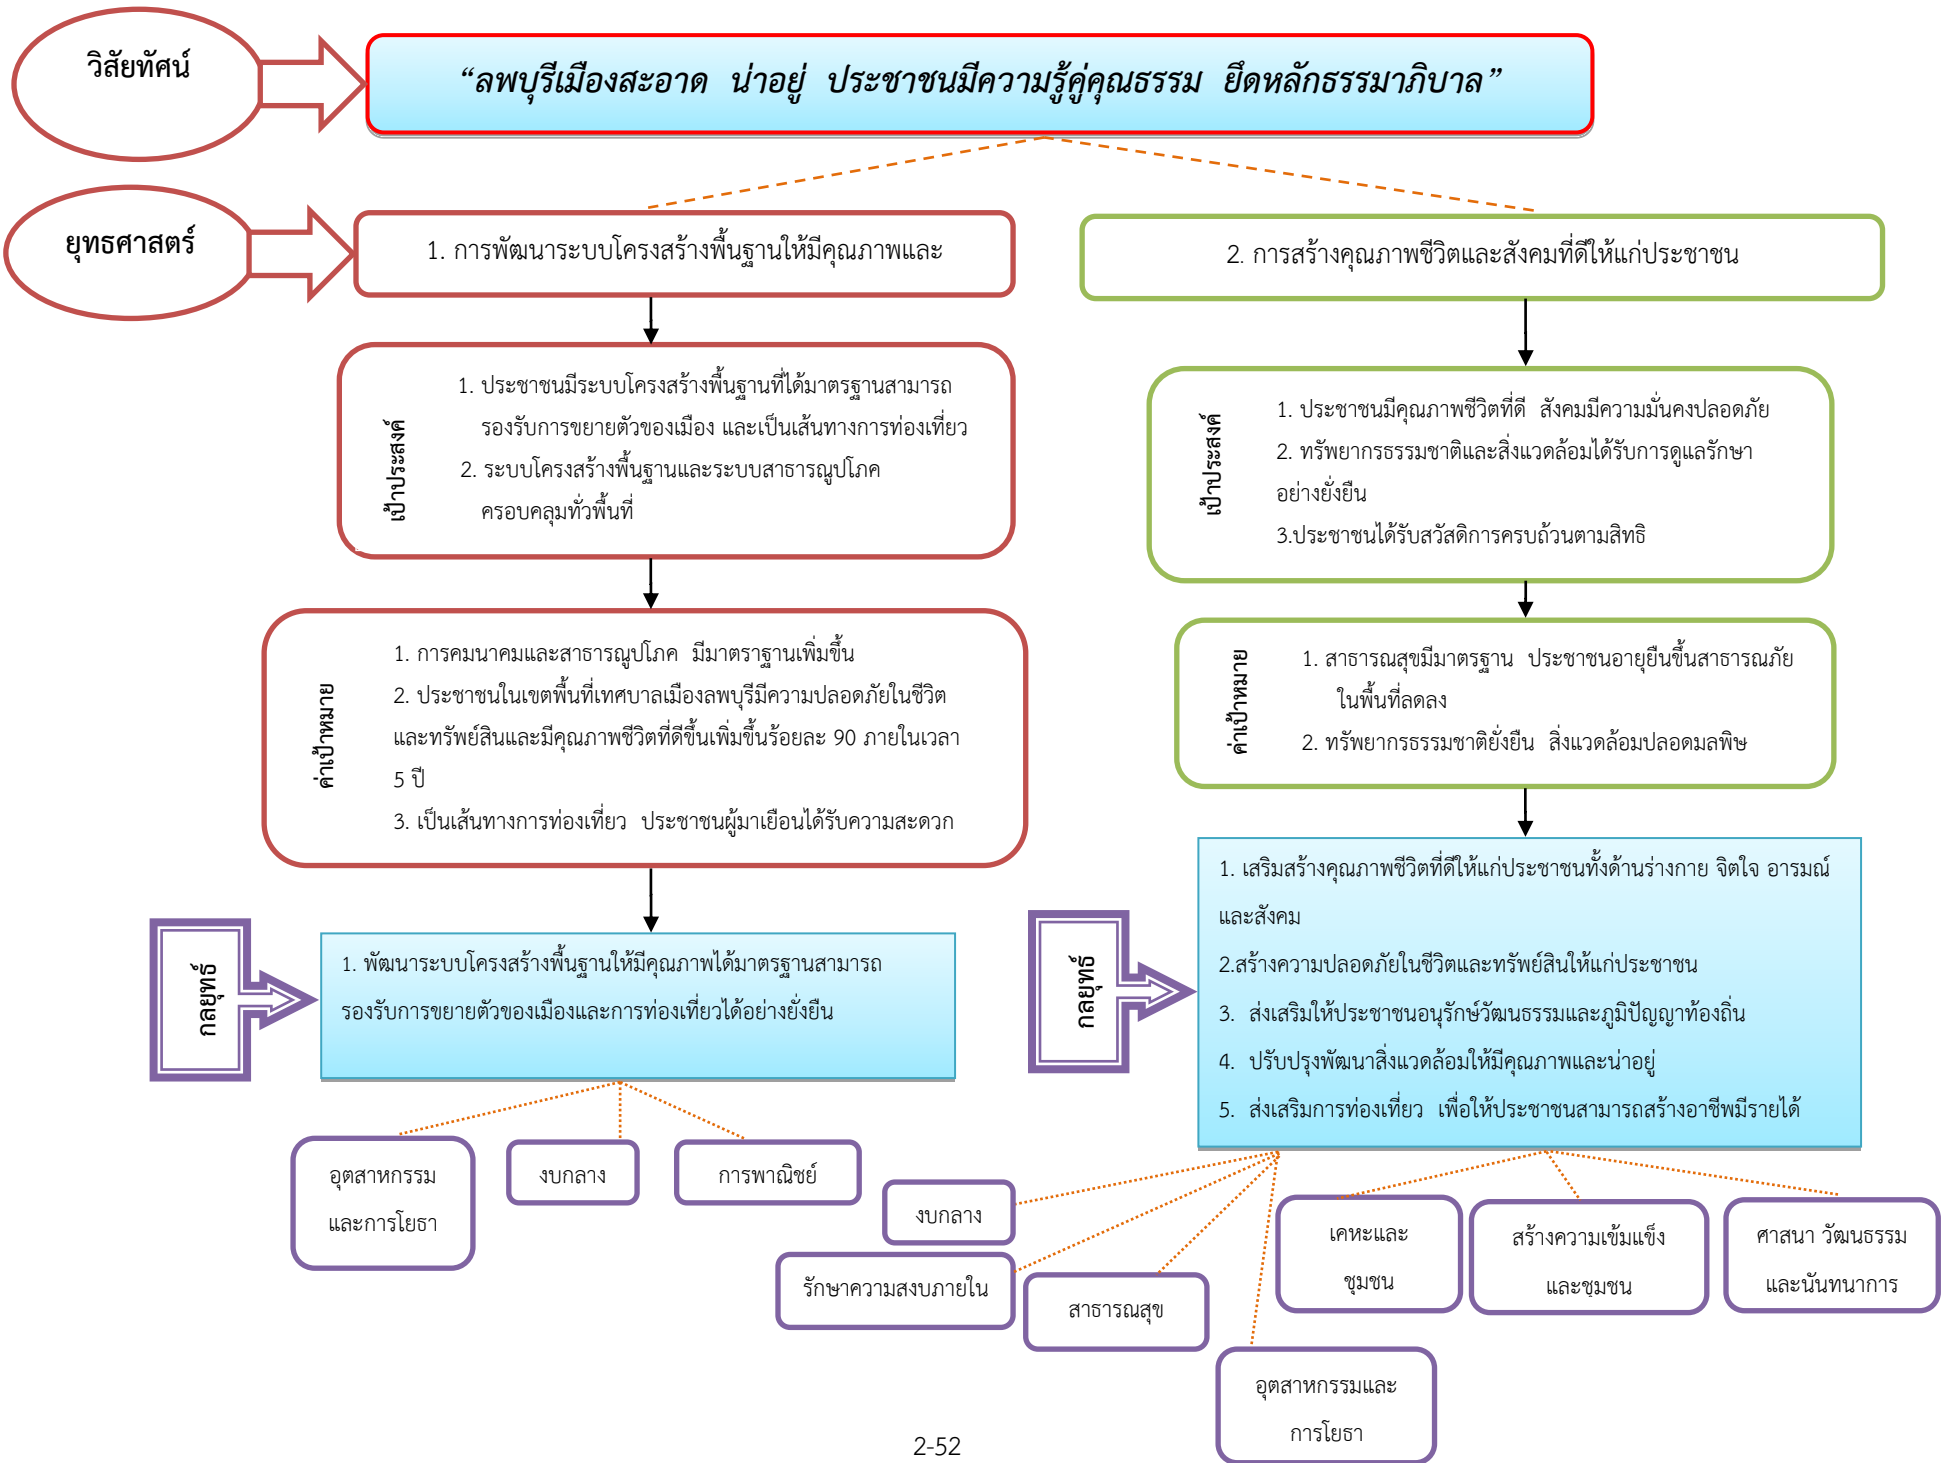 วิสัยทัศน์
“ลพบุรีเมืองสะอาด น่าอยู่ ประชาชนมีความรู้คู่คุณธรรม ยึดหลักธรรมาภิบาล”
ยุทธศาสตร์
1. การพัฒนาระบบโครงสร้างพื้นฐานให้มีคุณภาพและ
2. การสร้างคุณภาพชีวิตและสังคมที่ดีให้แก่ประชาชน
เป้าประสงค์
1. ประชาชนมีระบบโครงสร้างพื้นฐานที่ได้มาตรฐานสามารถ
รองรับการขยายตัวของเมือง และเป็นเส้นทางการท่องเที่ยว
2. ระบบโครงสร้างพื้นฐานและระบบสาธารณูปโภค
ครอบคลุมทั่วพื้นที่
เป้าประสงค์
1. ประชาชนมีคุณภาพชีวิตที่ดี สังคมมีความมั่นคงปลอดภัย
2. ทรัพยากรธรรมชาติและสิ่งแวดล้อมได้รับการดูแลรักษา
อย่างยั่งยืน
3.ประชาชนได้รับสวัสดิการครบถ้วนตามสิทธิ
ค่าเป้าหมาย
1. การคมนาคมและสาธารณูปโภค มีมาตราฐานเพิ่มขึ้น
2. ประชาชนในเขตพื้นที่เทศบาลเมืองลพบุรีมีความปลอดภัยในชีวิต
และทรัพย์สินและมีคุณภาพชีวิตที่ดีขึ้นเพิ่มขึ้นร้อยละ 90 ภายในเวลา
5 ปี
3. เป็นเส้นทางการท่องเที่ยว ประชาชนผู้มาเยือนได้รับความสะดวก
ค่าเป้าหมาย
1. สาธารณสุขมีมาตรฐาน ประชาชนอายุยืนขึ้นสาธารณภัย
ในพื้นที่ลดลง
2. ทรัพยากรธรรมชาติยั่งยืน สิ่งแวดล้อมปลอดมลพิษ
กลยุทธ์
1. พัฒนาระบบโครงสร้างพื้นฐานให้มีคุณภาพได้มาตรฐานสามารถ
รองรับการขยายตัวของเมืองและการท่องเที่ยวได้อย่างยั่งยืน
กลยุทธ์
1. เสริมสร้างคุณภาพชีวิตที่ดีให้แก่ประชาชนทั้งด้านร่างกาย จิตใจ อารมณ์
และสังคม
2.สร้างความปลอดภัยในชีวิตและทรัพย์สินให้แก่ประชาชน
3. ส่งเสริมให้ประชาชนอนุรักษ์วัฒนธรรมและภูมิปัญญาท้องถิ่น
4. ปรับปรุงพัฒนาสิ่งแวดล้อมให้มีคุณภาพและน่าอยู่
5. ส่งเสริมการท่องเที่ยว เพื่อให้ประชาชนสามารถสร้างอาชีพมีรายได้
อุตสาหกรรม
และการโยธา
งบกลาง
การพาณิชย์
งบกลาง
รักษาความสงบภายใน
สาธารณสุข
อุตสาหกรรมและ
การโยธา
เคหะและ
ชุมชน
สร้างความเข้มแข็ง
และชุมชน
ศาสนา วัฒนธรรม
และนันทนาการ
2-52